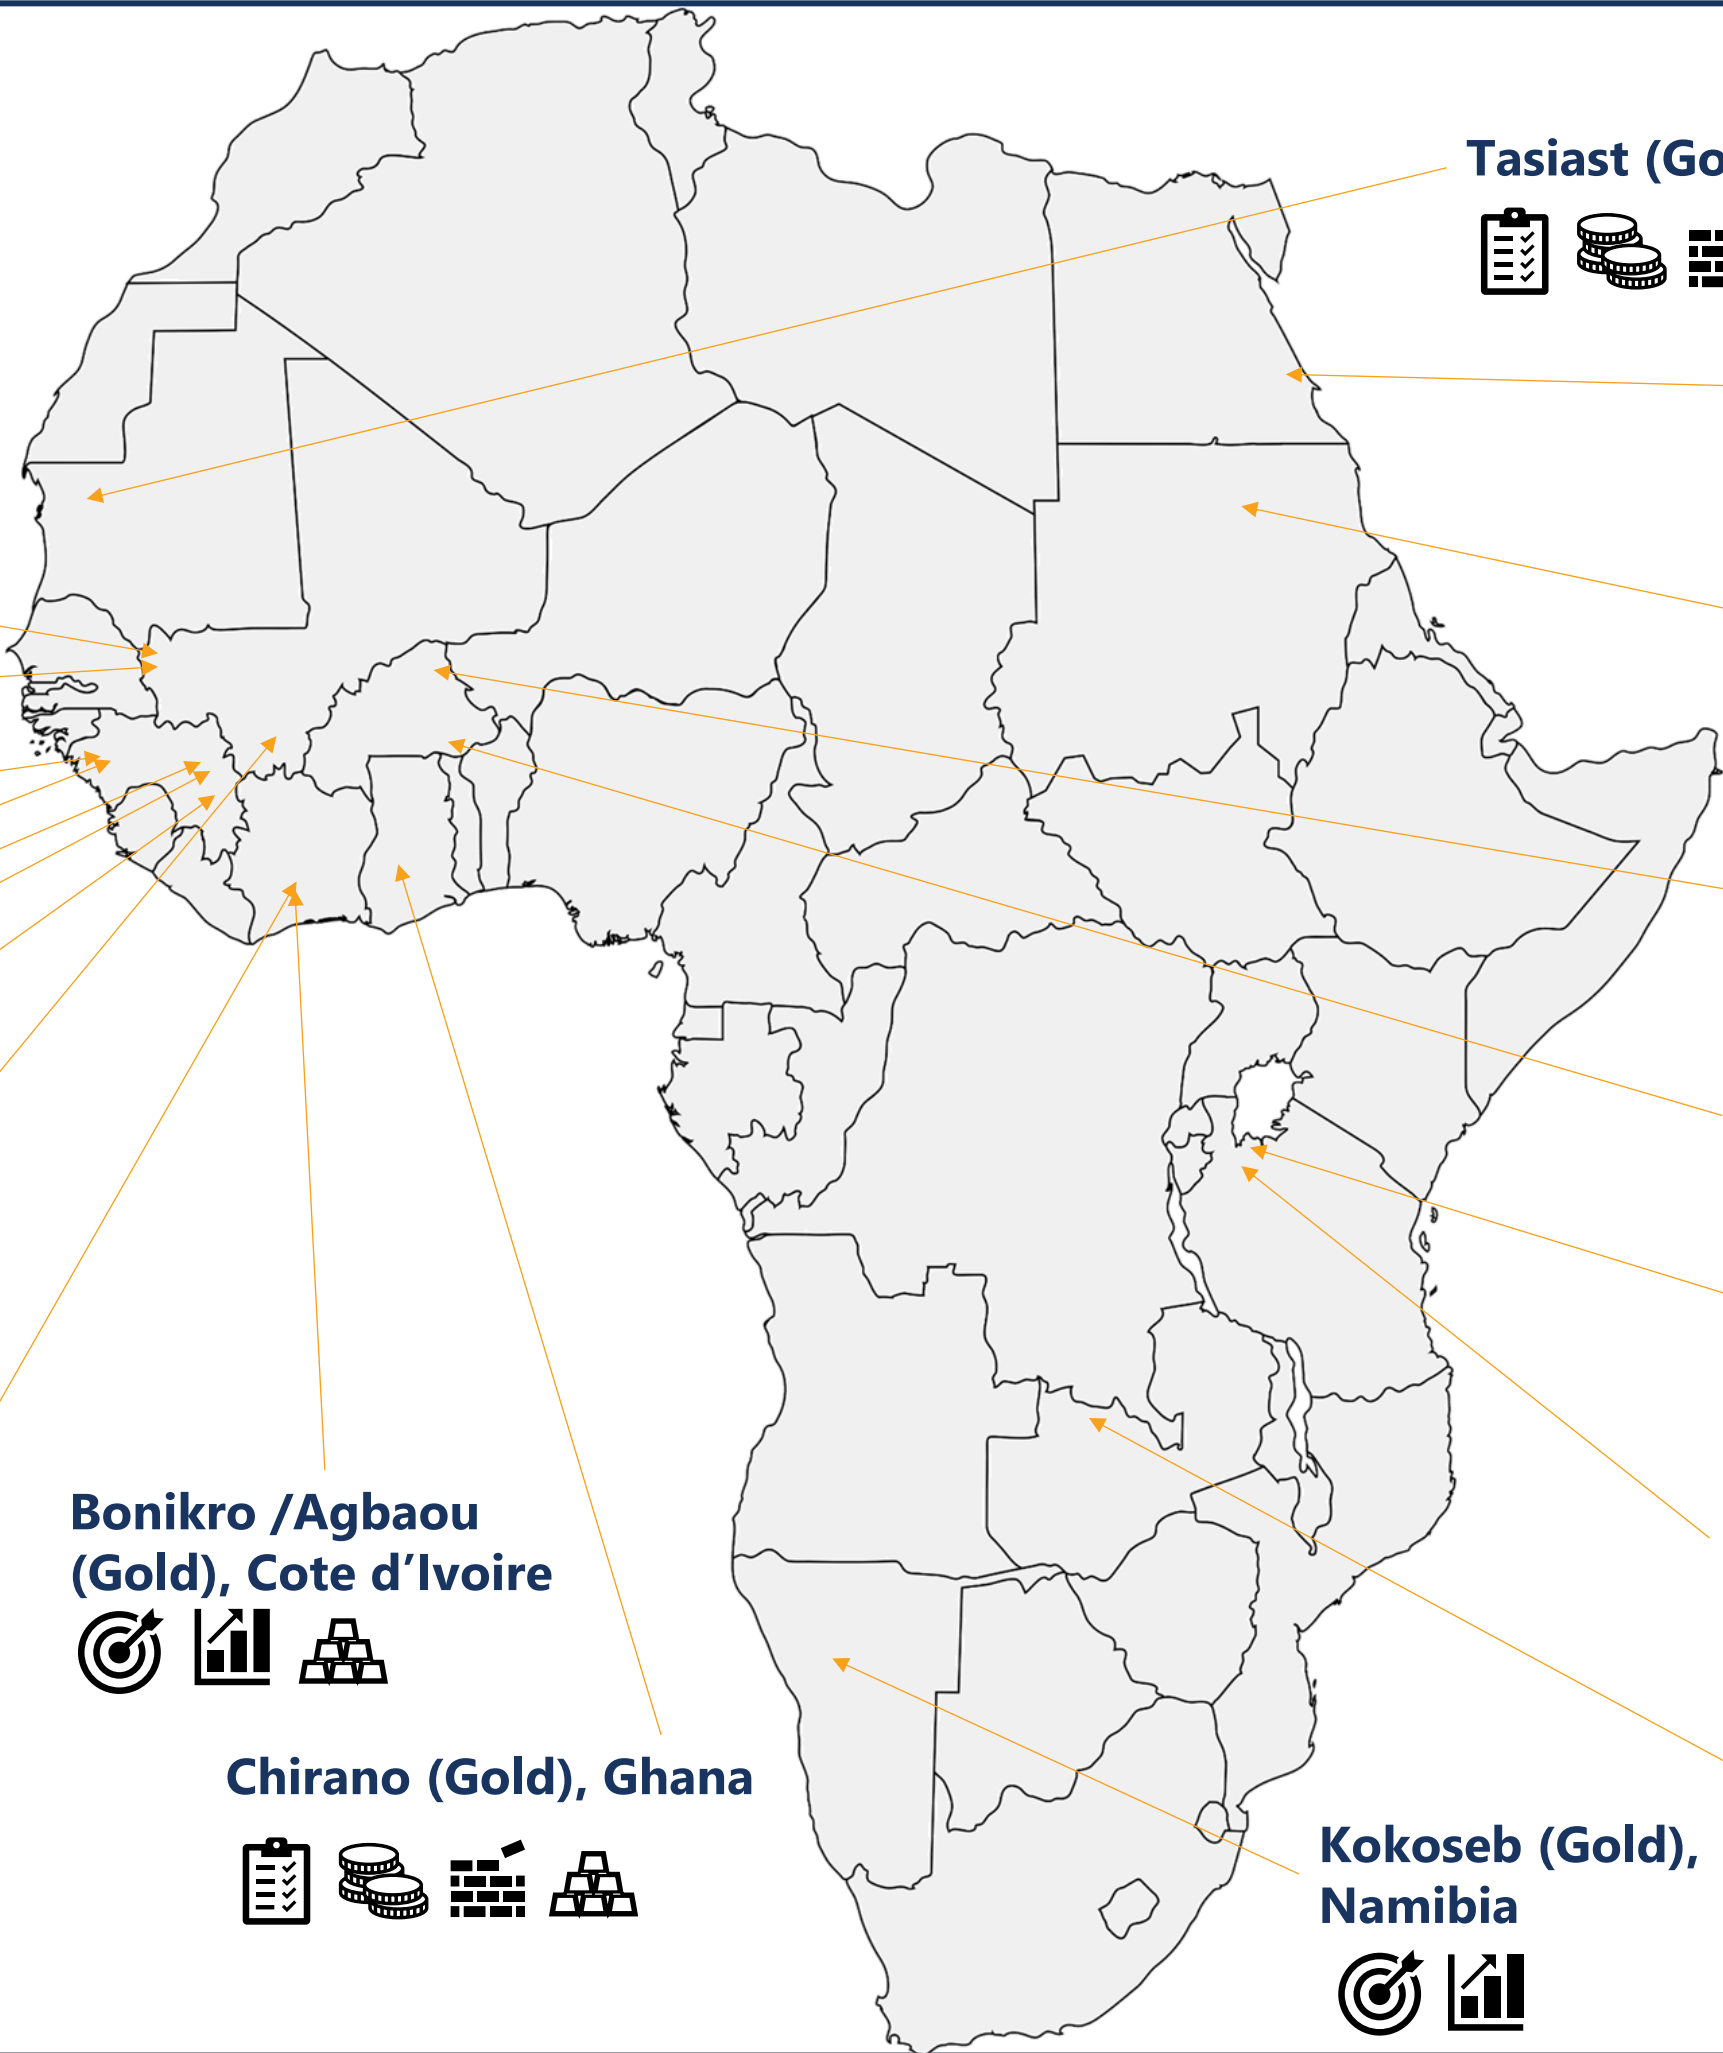 Tasiast (Go
Bonikro /Agbaou
(Gold), Cote d’Ivoire
Chirano (Gold), Ghana
Kokoseb (Gold),
Namibia